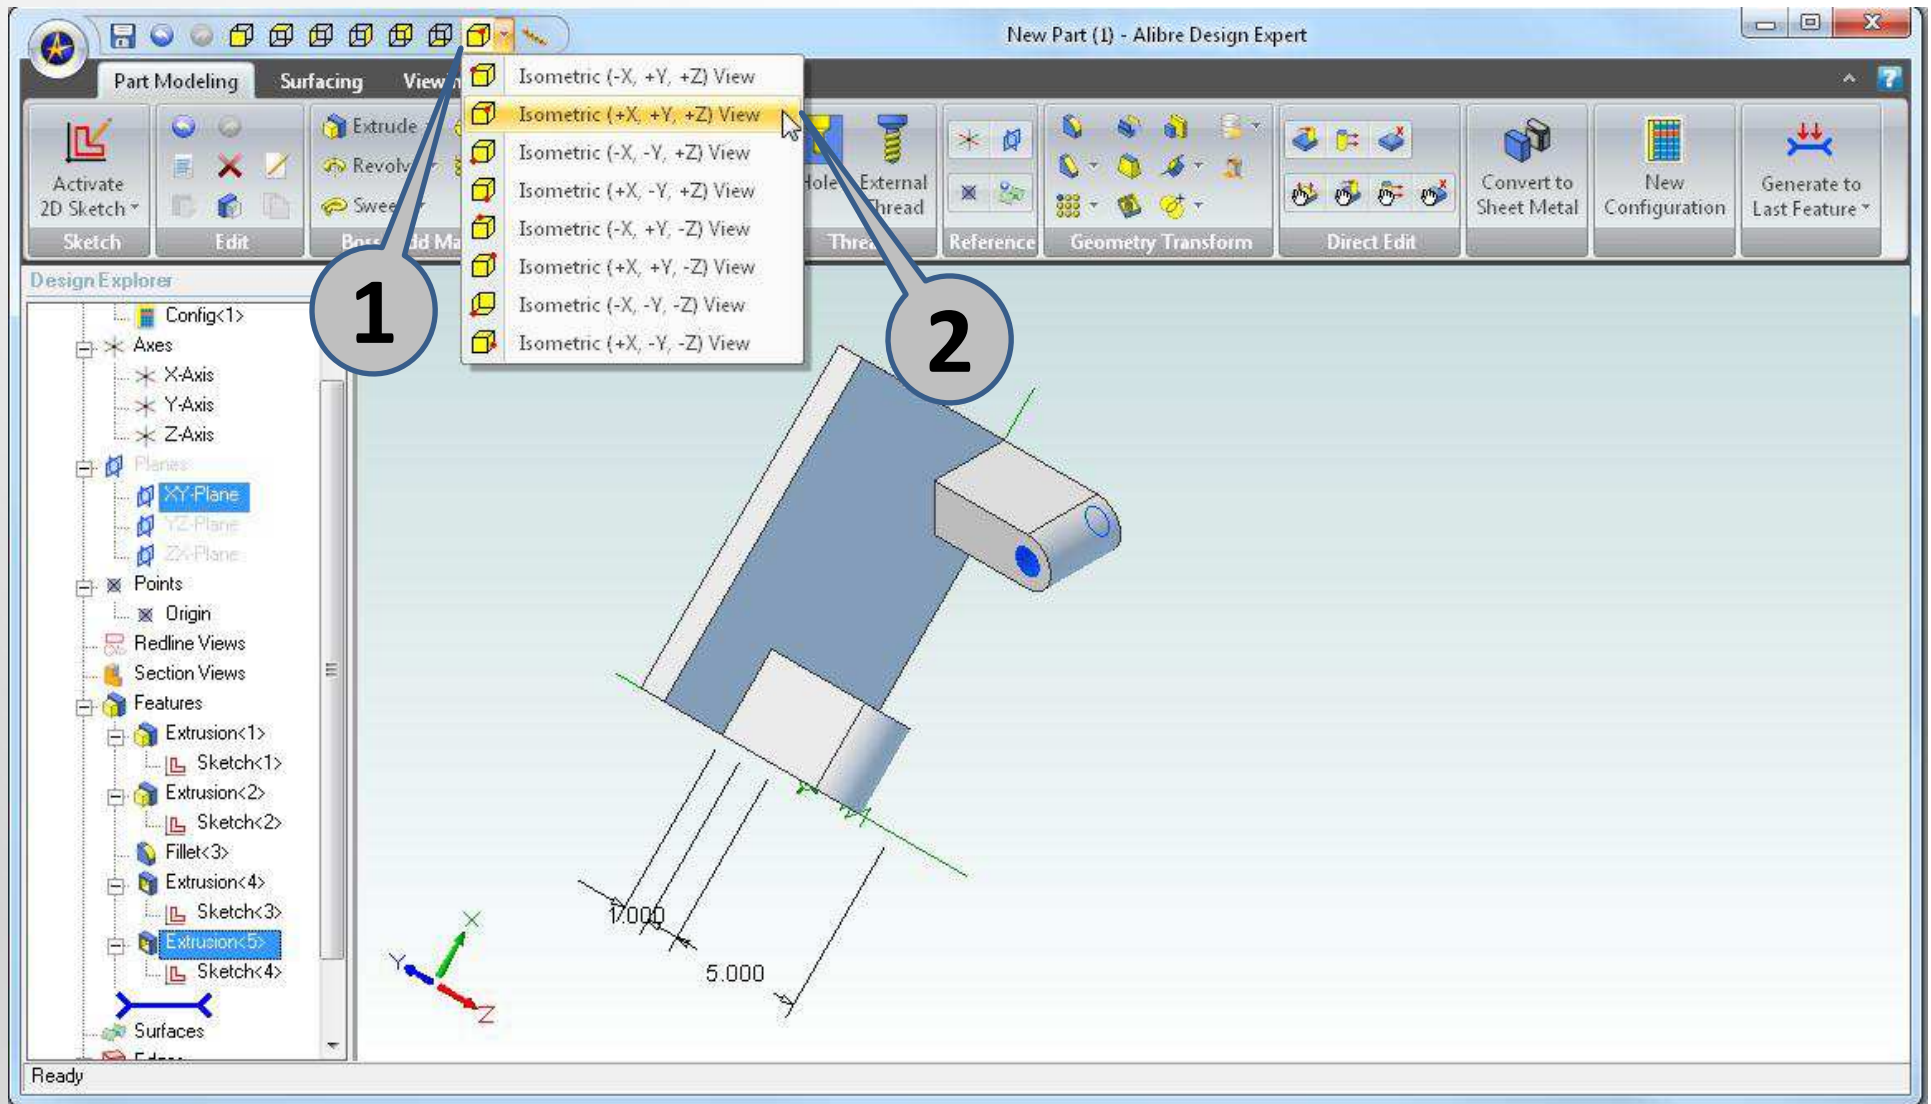 New Part (1) - Alibre Design Expert
Part Modeling Surfacing
Isometric (-X, +Y, +Z) View
Isometric (+X, +Y, +Z) View
Isometric (-X, -Y, +Z) View
Isometric (+X, -Y, +Z) View
Isometric (-X, +Y, -Z) View
Isometric (+X, +Y, -Z) View
Isometric (-X, -Y, -Z) View
Isometric (+X, -Y, -Z) View
1
2
Activate
2D Sketch
Extrude
External
Convert to
Sheet Metal
New
Configuration
Generate to
Last Feature
Sketch
Edit
Reference
Geometry Transform
Direct Edit
Design Explorer
Config<1>
Axes
X-Axis
Y-Axis
Z-Axis
Planes
XY-Plane
YZ-Plane
ZX-Plane
Points
Origin
Redline Views
Section Views
Features
Extrusion<1>
Sketch<1>
Extrusion<2>
Sketch<2>
Fillet<3>
Extrusion<4>
Sketch<3>
Extrusion<5>
Sketch<4>
Surfaces
1.000
5.000
X
Y
Z
Ready